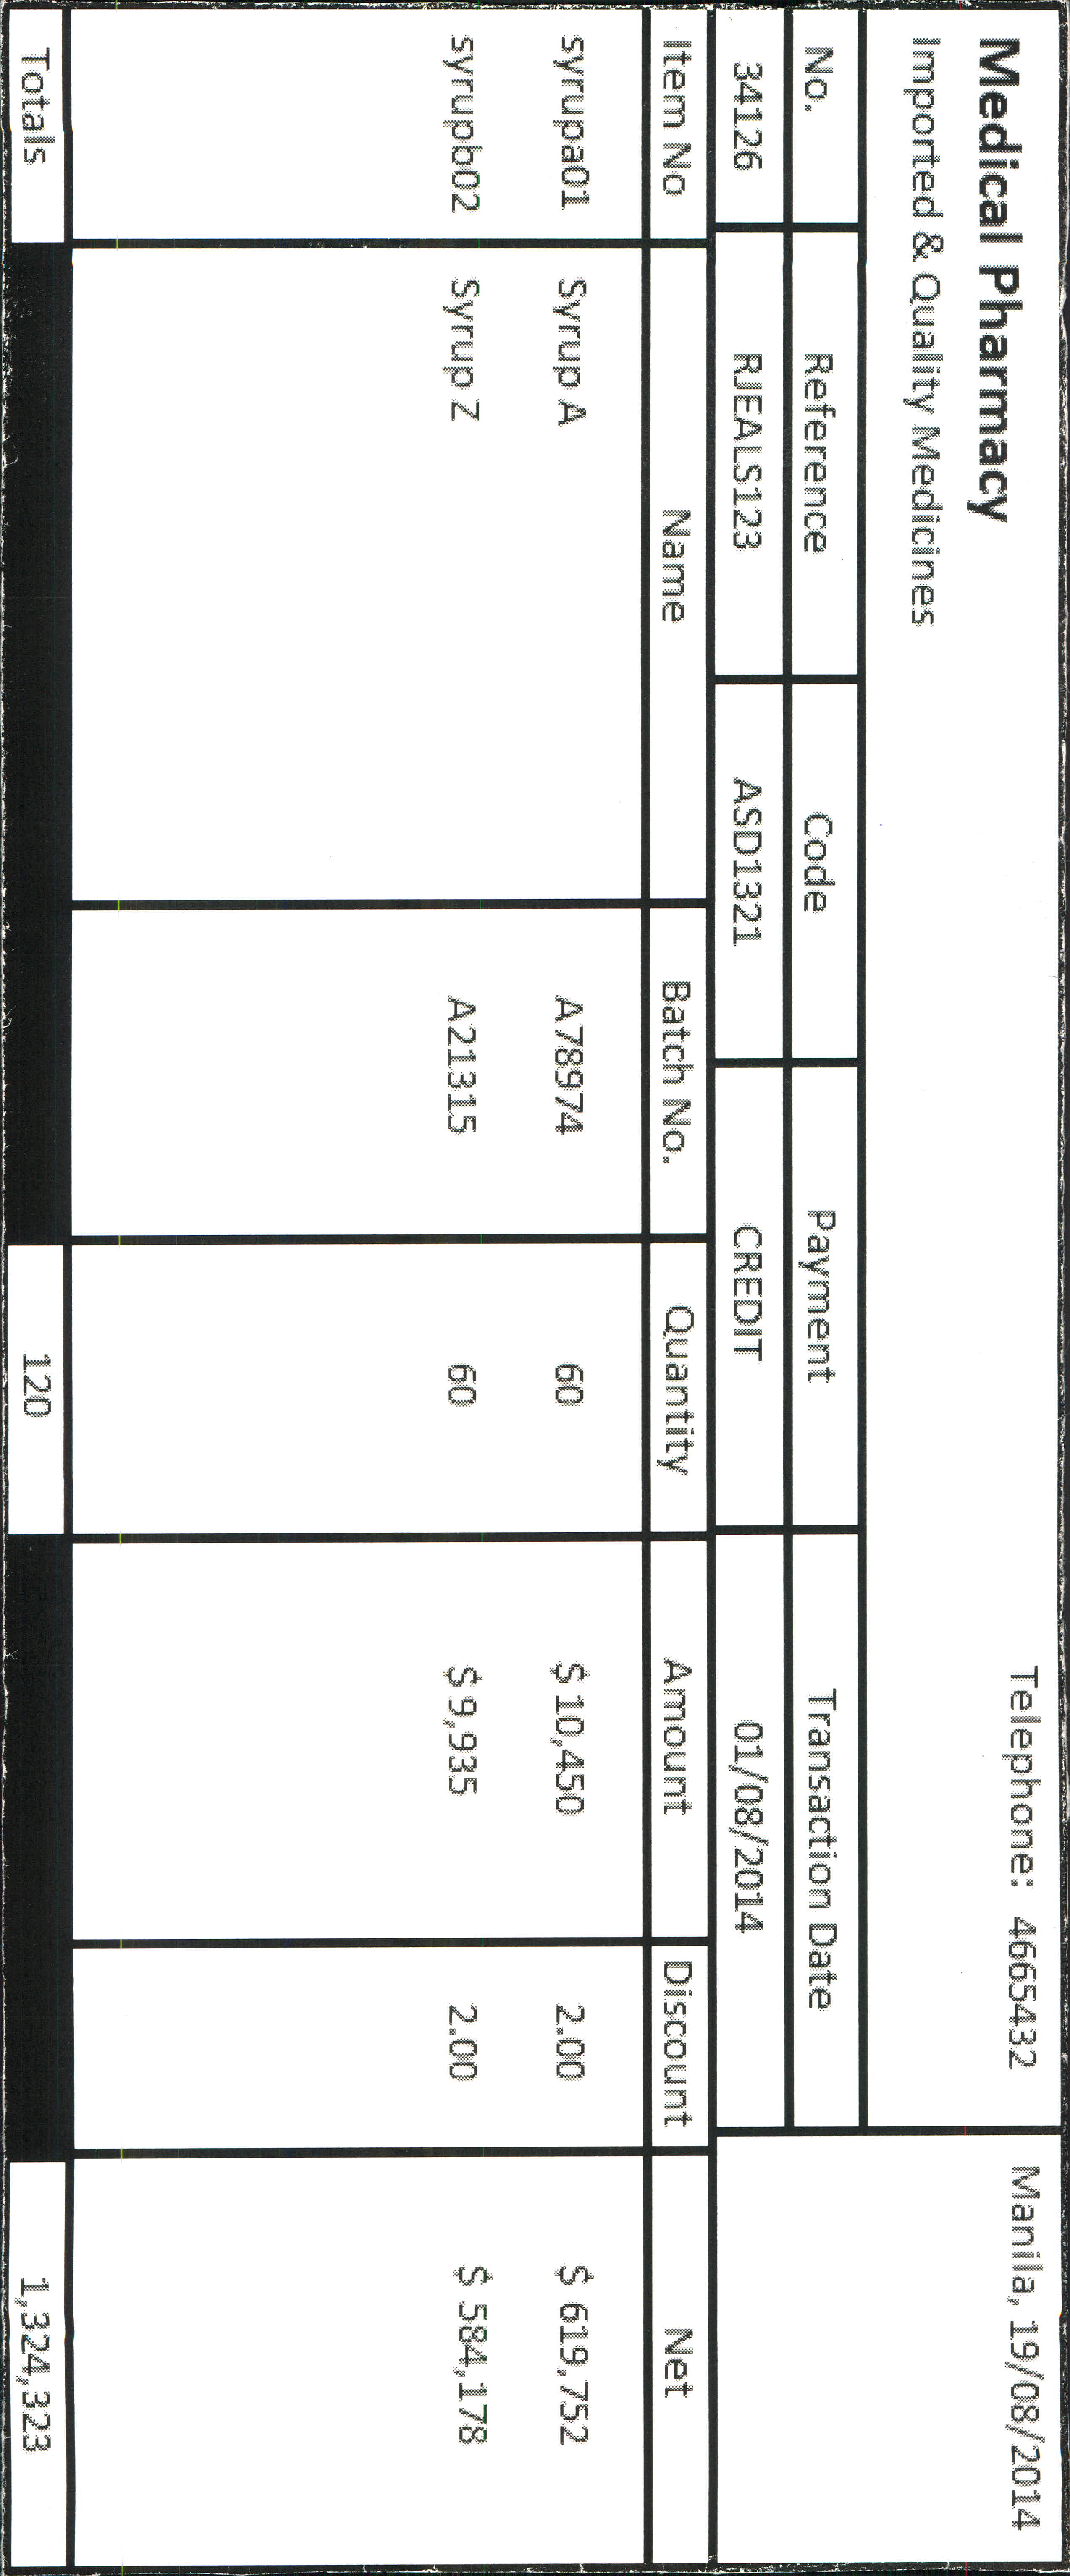 Medical Pharmacy
Telephone: 4665432
Manila, 19/08/2014
Imported & Quality Medicines
No. Reference Code Payment Transaction Date
34126 RJEALS123 ASD1321 CREDIT 01/08/2014
Item No Name Batch No. Quantity Amount Discount Net
syrupa01 Syrup A A78974 60 $ 10,450 2.00 $ 619,752
syrupb02 Syrup Z A21315 60 $ 9,935 2.00 $ 584,178
Totals 120 1,324,323